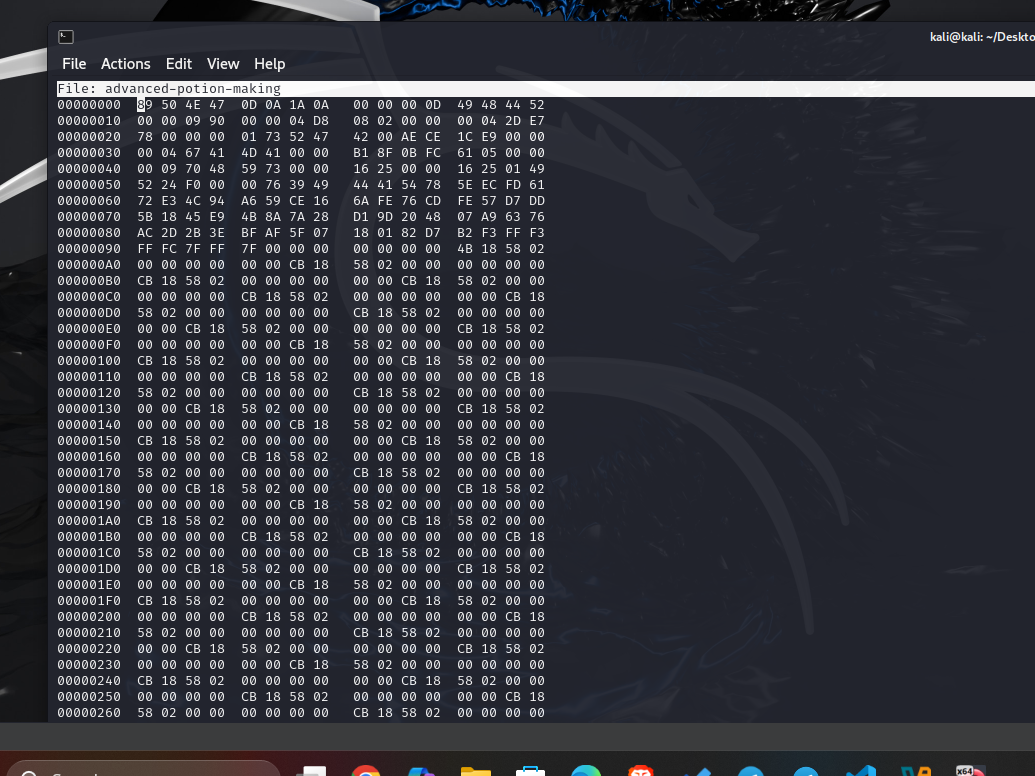 kali@kali: ~/Deskto
File Actions Edit View Help
File: advanced-potion-making
00000000 89 50 4E 47 0D 0A 1A 0A 00 00 00 0D 49 48 44 52
00000010 00 00 09 90 00 00 04 D8 08 02 00 00 00 04 2D E7
00000020 78 00 00 00 01 73 52 47 42 00 AE CE 1C E9 00 00
00000030 00 04 67 41 4D 41 00 00 B1 8F 0B FC 61 05 00 00
00000040 00 09 70 48 59 73 00 00 16 25 00 00 16 25 01 49
00000050 52 24 F0 00 00 76 39 49 44 41 54 78 5E EC FD 61
00000060 72 E3 4C 94 A6 59 CE 16 6A FE 76 CD FE 57 D7 DD
00000070 5B 18 45 E9 4B 8A 7A 28 D1 9D 20 48 07 A9 63 76
00000080 AC 2D 2B 3E BF AF 5F 07 18 01 82 D7 B2 F3 FF F3
00000090 FF FC 7F FF 7F 00 00 00 00 00 00 00 4B 18 58 02
000000A0 00 00 00 00 00 00 CB 18 58 02 00 00 00 00 00 00
000000B0 CB 18 58 02 00 00 00 00 00 00 CB 18 58 02 00 00
000000C0 00 00 00 00 CB 18 58 02 00 00 00 00 00 00 CB 18
000000D0 58 02 00 00 00 00 00 00 CB 18 58 02 00 00 00 00
000000E0 00 00 CB 18 58 02 00 00 00 00 00 00 CB 18 58 02
000000F0 00 00 00 00 00 00 CB 18 58 02 00 00 00 00 00 00
00000100 CB 18 58 02 00 00 00 00 00 00 CB 18 58 02 00 00
00000110 00 00 00 00 CB 18 58 02 00 00 00 00 00 00 CB 18
00000120 58 02 00 00 00 00 00 00 CB 18 58 02 00 00 00 00
00000130 00 00 CB 18 58 02 00 00 00 00 00 00 CB 18 58 02
00000140 00 00 00 00 00 00 CB 18 58 02 00 00 00 00 00 00
00000150 CB 18 58 02 00 00 00 00 00 00 CB 18 58 02 00 00
00000160 00 00 00 00 CB 18 58 02 00 00 00 00 00 00 CB 18
00000170 58 02 00 00 00 00 00 00 CB 18 58 02 00 00 00 00
00000180 00 00 CB 18 58 02 00 00 00 00 00 00 CB 18 58 02
00000190 00 00 00 00 00 00 CB 18 58 02 00 00 00 00 00 00
000001A0 CB 18 58 02 00 00 00 00 00 00 CB 18 58 02 00 00
000001B0 00 00 00 00 CB 18 58 02 00 00 00 00 00 00 CB 18
000001C0 58 02 00 00 00 00 00 00 CB 18 58 02 00 00 00 00
000001D0 00 00 CB 18 58 02 00 00 00 00 00 00 CB 18 58 02
000001E0 00 00 00 00 00 00 CB 18 58 02 00 00 00 00 00 00
000001F0 CB 18 58 02 00 00 00 00 00 00 CB 18 58 02 00 00
00000200 00 00 00 00 CB 18 58 02 00 00 00 00 00 00 CB 18
00000210 58 02 00 00 00 00 00 00 CB 18 58 02 00 00 00 00
00000220 00 00 CB 18 58 02 00 00 00 00 00 00 CB 18 58 02
00000230 00 00 00 00 00 00 CB 18 58 02 00 00 00 00 00 00
00000240 CB 18 58 02 00 00 00 00 00 00 CB 18 58 02 00 00
00000250 00 00 00 00 CB 18 58 02 00 00 00 00 00 00 CB 18
00000260 58 02 00 00 00 00 00 00 CB 18 58 02 00 00 00 00
x64